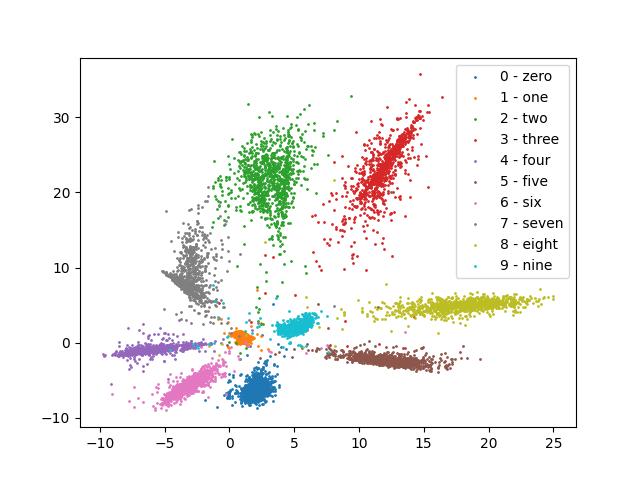 0 - zero
1 - one
2 - two
3 - three
4 - four
5 - five
6 - six
7 - seven
8 - eight
9 - nine
30
20
10
0
−10
−10 −5 0 5 10 15 20 25